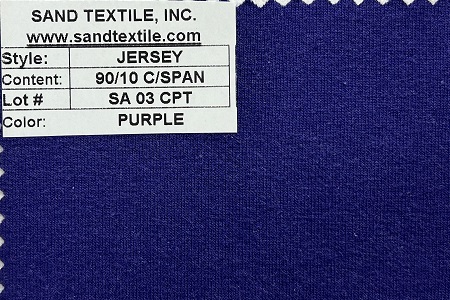 SAND TEXTILE, INC.
www.sandtextile.com
Style: JERSEY
Content: 90/10 C/SPAN
Lot # SA 03 CPT
Color: PURPLE